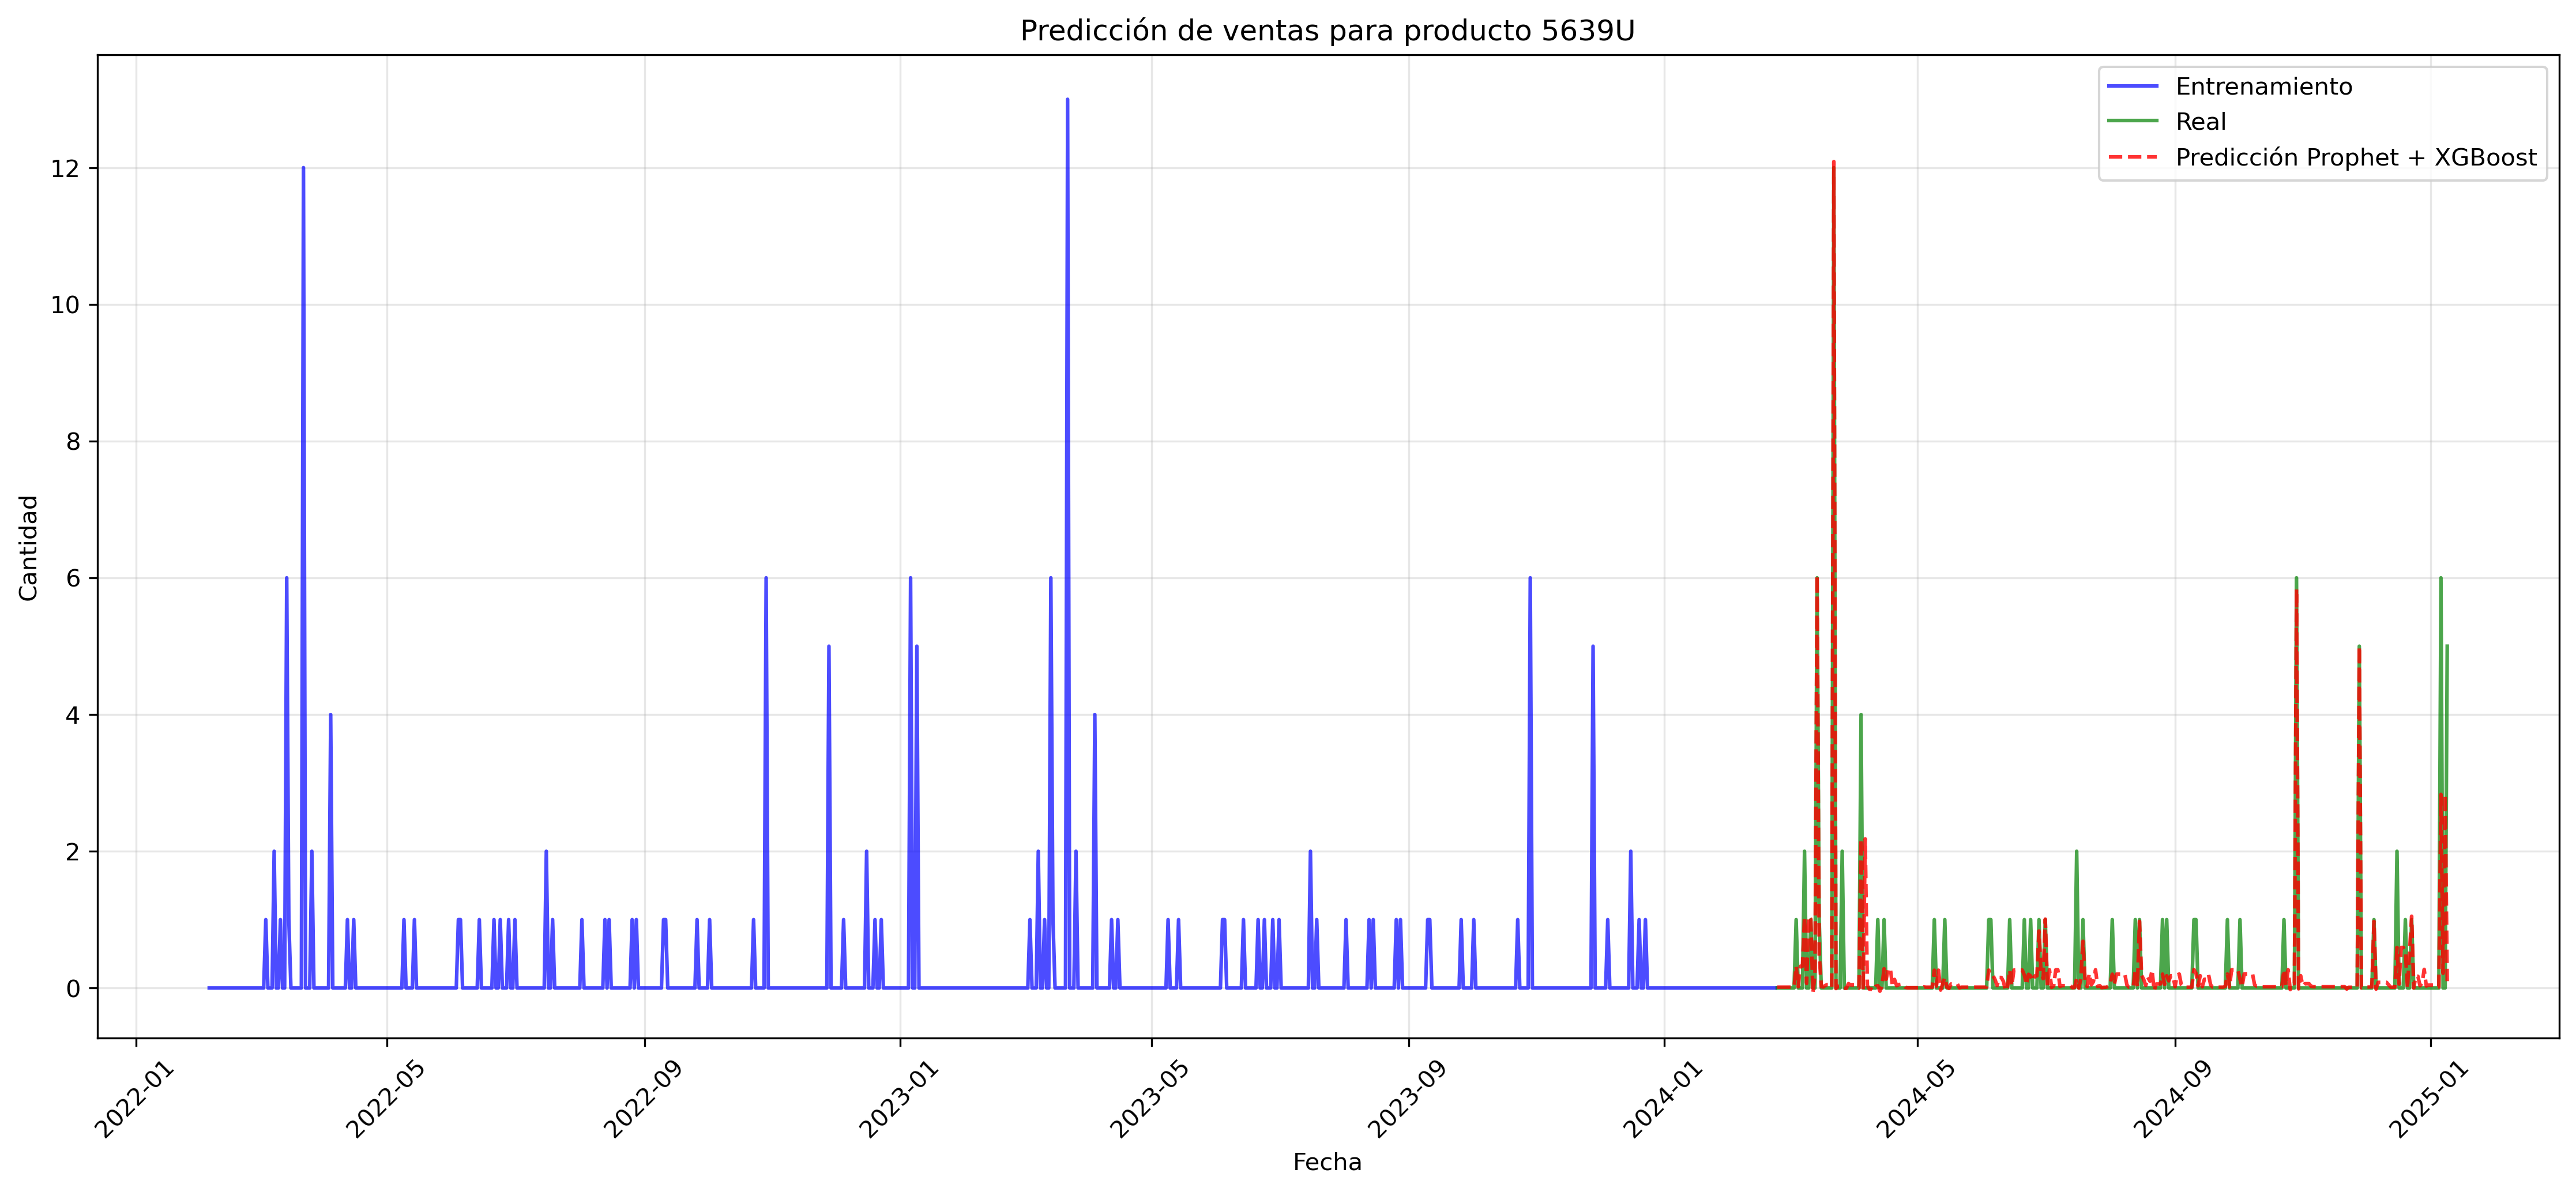 Predicción de ventas para producto 5639U
Entrenamiento
Real
Predicción Prophet + XGBoost
Cantidad
12
10
8
6
4
2
0
2022-01
2022-05
2022-09
2023-01
2023-05
2023-09
2024-01
2024-05
2024-09
2025-01
Fecha